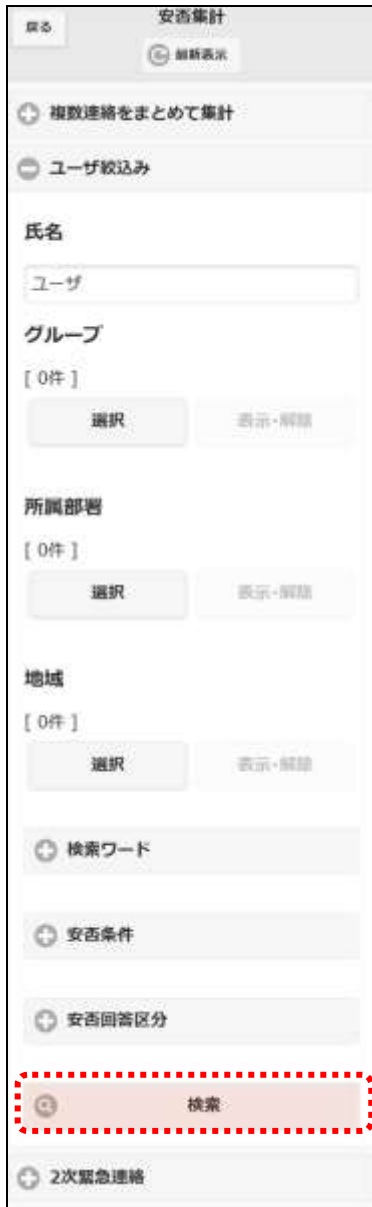 戻る
安否集計
最新表示
複数連絡をまとめて集計
ユーザ絞込み
氏名
ユーザ
グループ
[ 0件 ]
選択 表示・解除
所属部署
[ 0件 ]
選択 表示・解除
地域
[ 0件 ]
選択 表示・解除
検索ワード
安否条件
安否回答区分
検索
2次緊急連絡